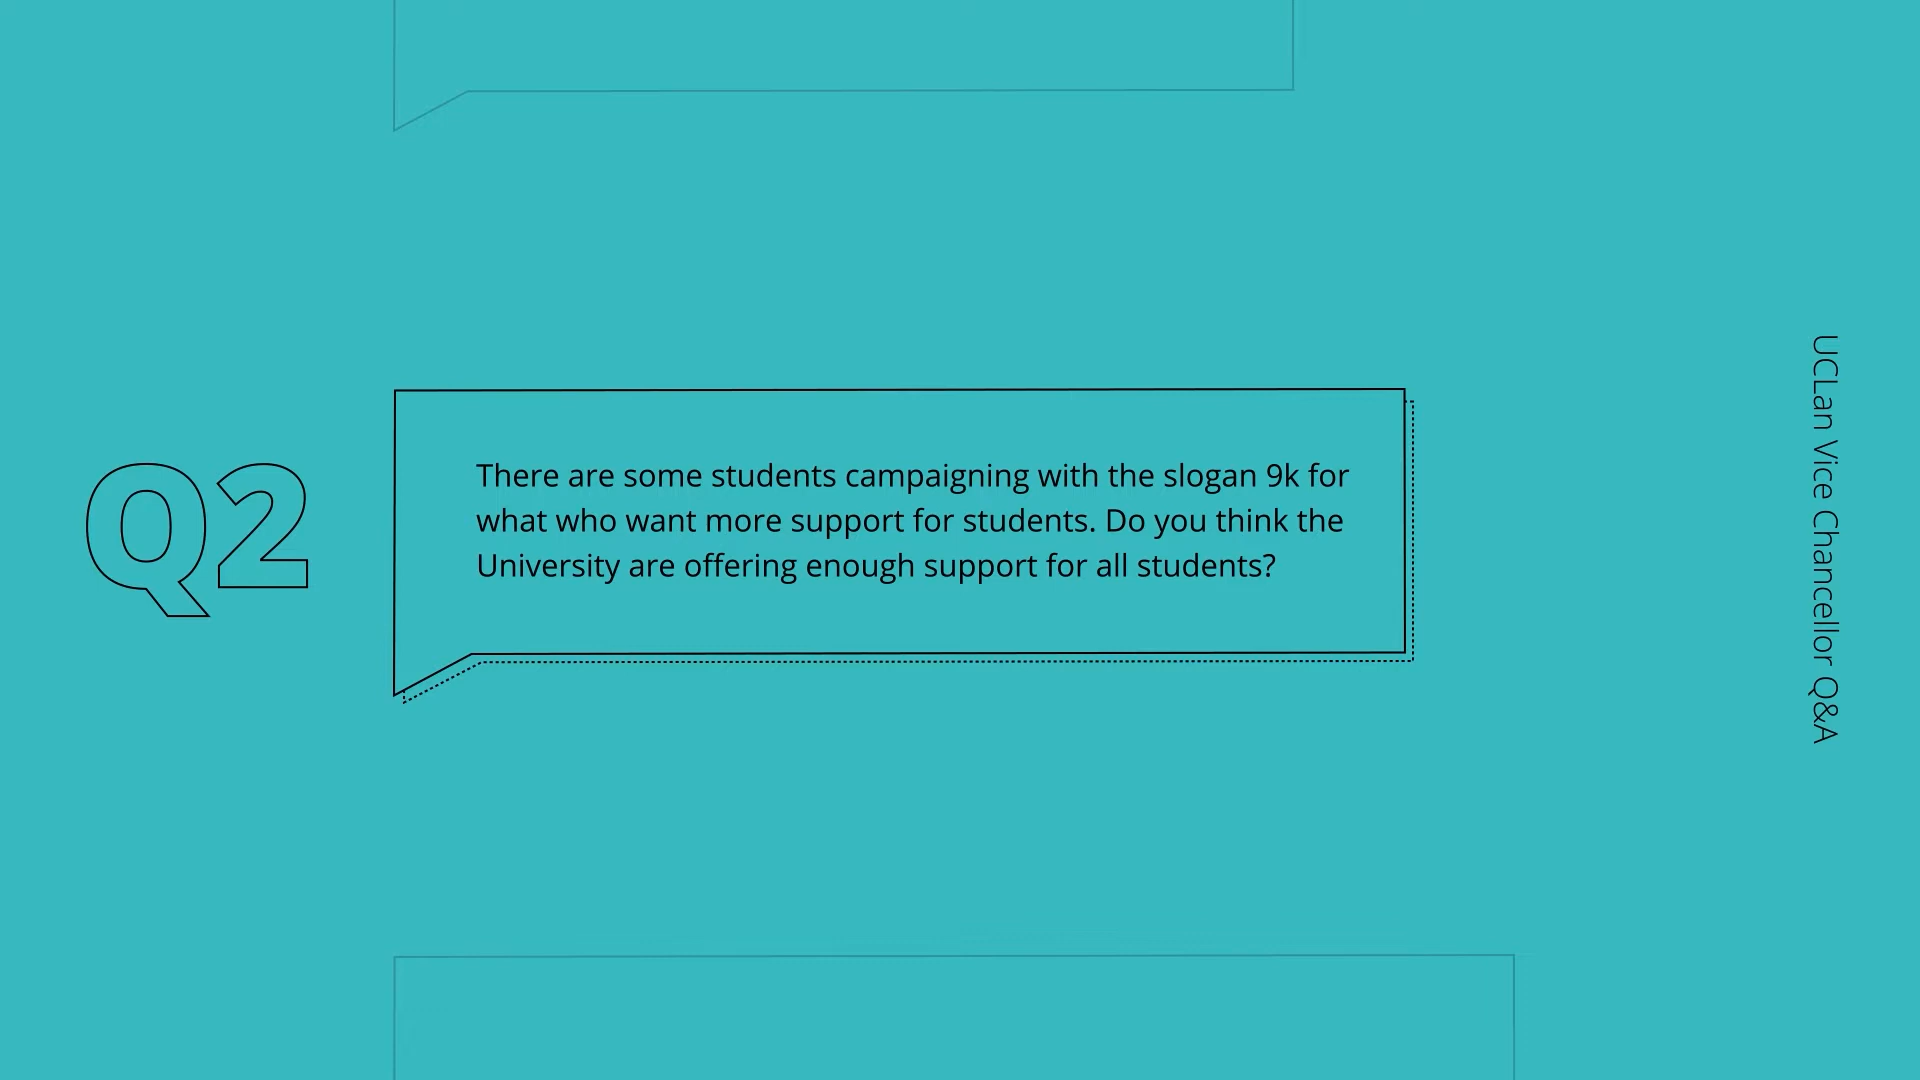 Q2
There are some students campaigning with the slogan 9k for
what who want more support for students. Do you think the
University are offering enough support for all students?
UCLan Vice Chancellor Q&A